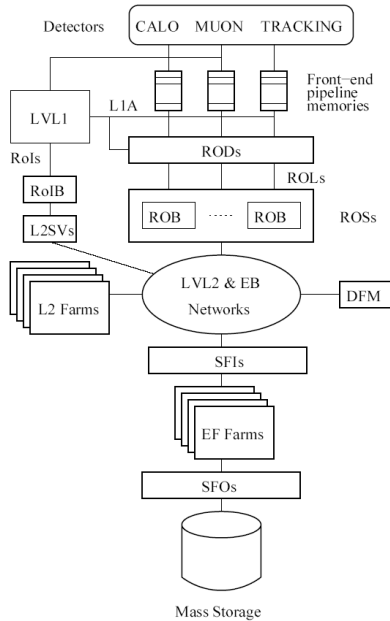 Detectors
CALO MUON TRACKING
Front-end
pipeline
memories
L1A
LVL1
RODs
RoIs
ROLs
RoIB
ROB ...... ROB
ROSs
L2SVs
LVL2 & EB
Networks
L2 Farms
DFM
SFIs
EF Farms
SFOs
Mass Storage